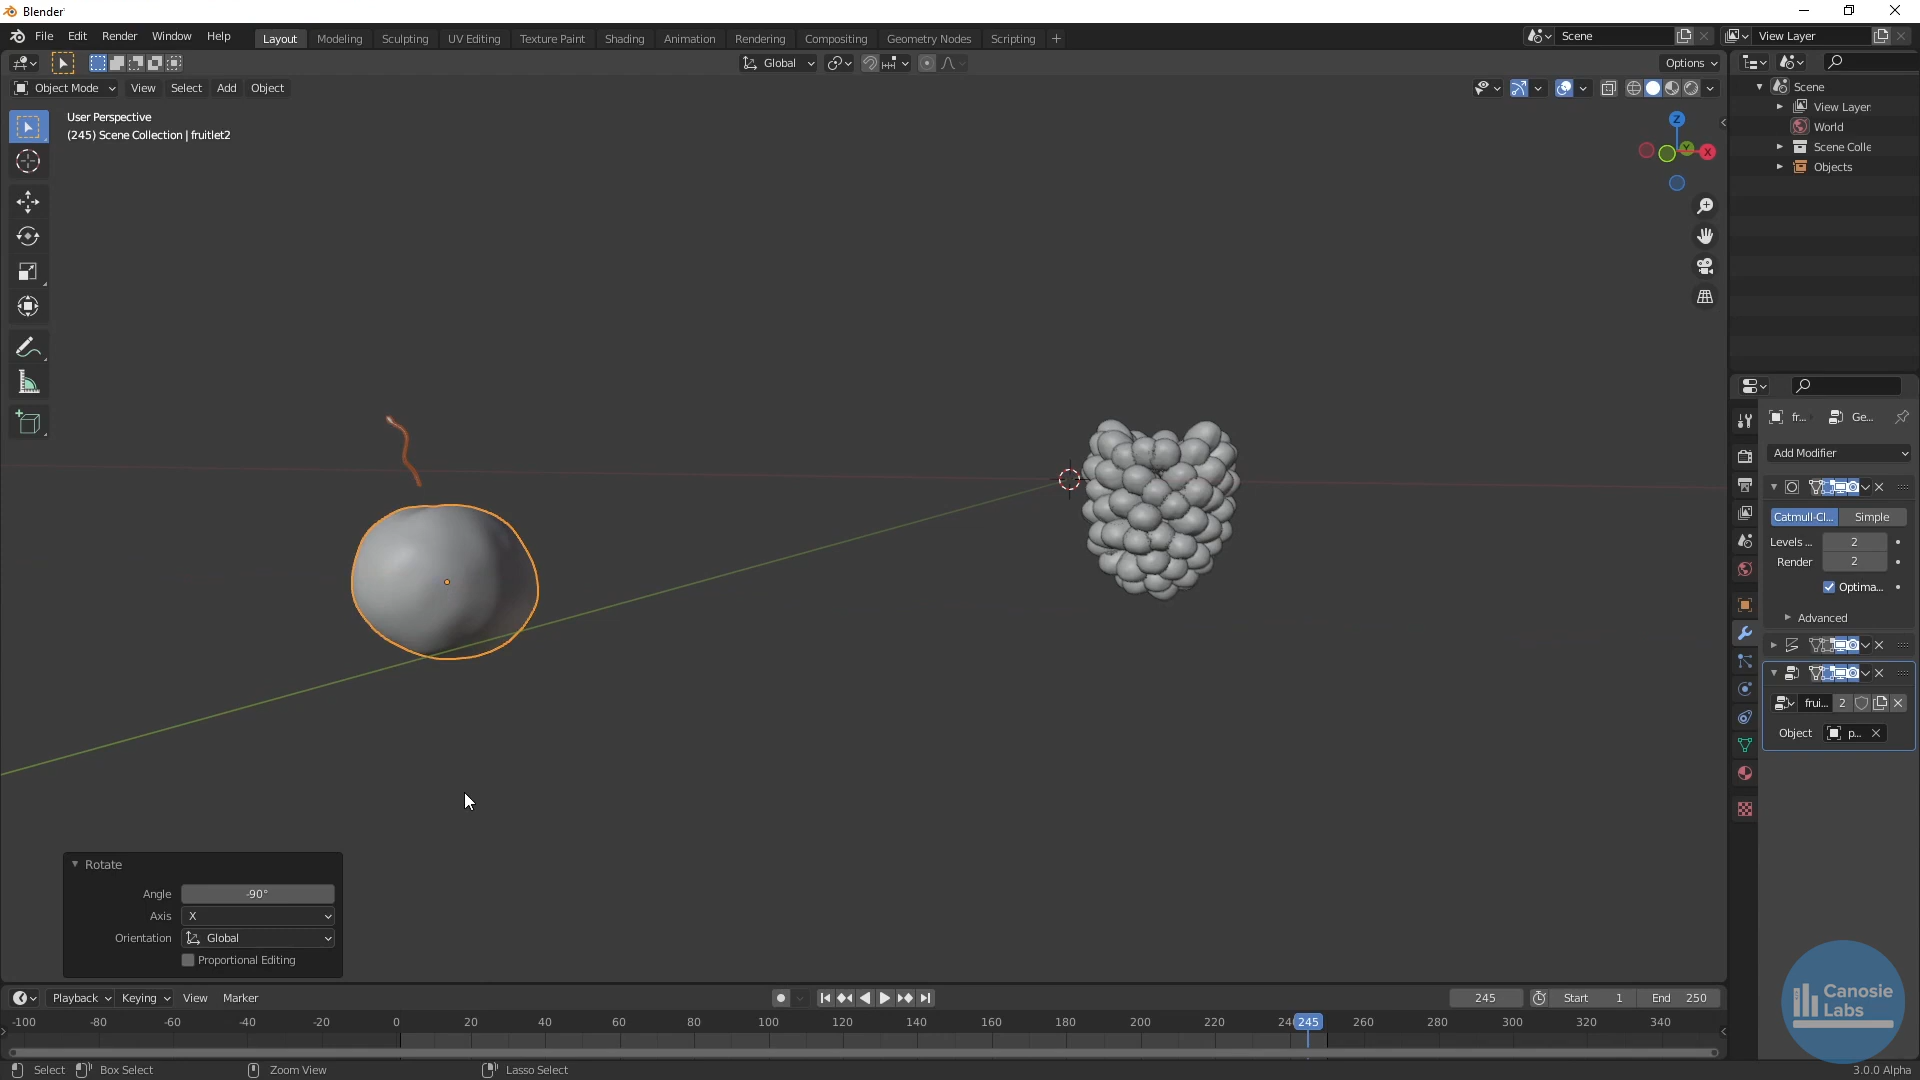 Blender
File Edit Render Window Help
Layout Modeling Sculpting UV Editing Texture Paint Shading Animation Rendering Compositing Geometry Nodes Scripting +
Scene
View Layer
Global
Options
Object Mode View Select Add Object
User Perspective
(245) Scene Collection | fruitlet2
Z
Y
X
Scene
View Layer
World
Scene Colle
Objects
fr...
Ge...
Add Modifier
Catmull-Cl... Simple
Levels ... 2
Render 2
Optima...
Advanced
frui... 2
Object p...
Rotate
Angle -90°
Axis X
Orientation Global
Proportional Editing
Playback Keying View Marker
245 Start 1 End 250
-100 -80 -60 -40 -20 0 20 40 60 80 100 120 140 160 180 200 220 24 245 260 280 300 320 340
Canosie
Labs
Select Box Select Zoom View Lasso Select
3.0.0 Alpha